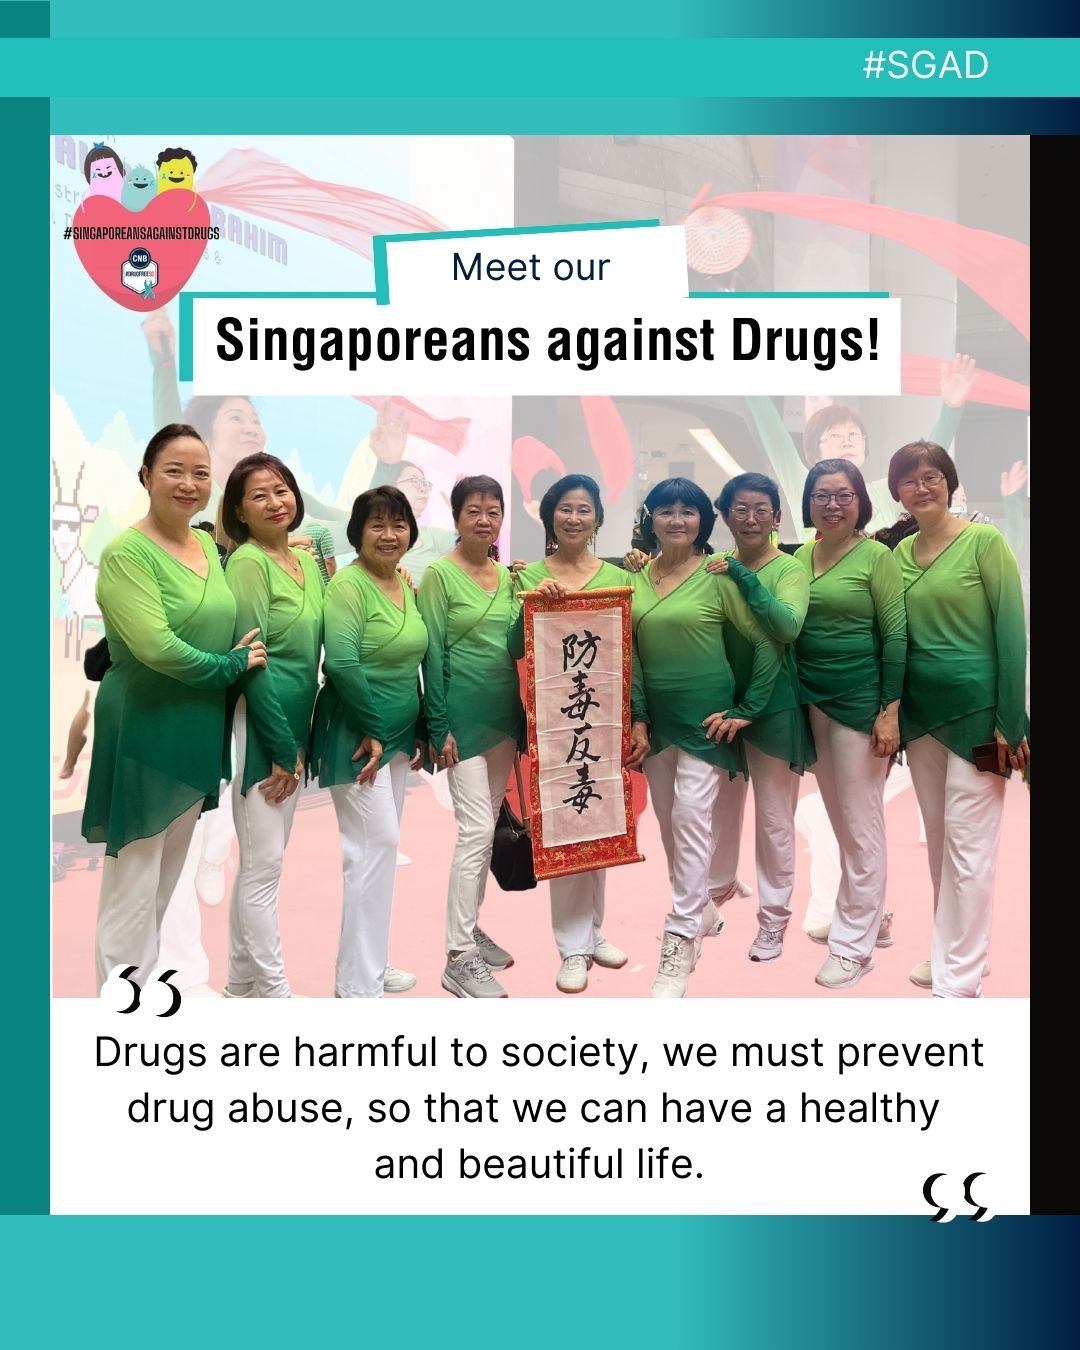 #SGAD
#SINGAPOREANSAGAINSTDRUGS
CNB
#DRUGFREESG
RAHIM
Meet our
Singaporeans against Drugs!
防毒反毒
Drugs are harmful to society, we must prevent
drug abuse, so that we can have a healthy
and beautiful life.